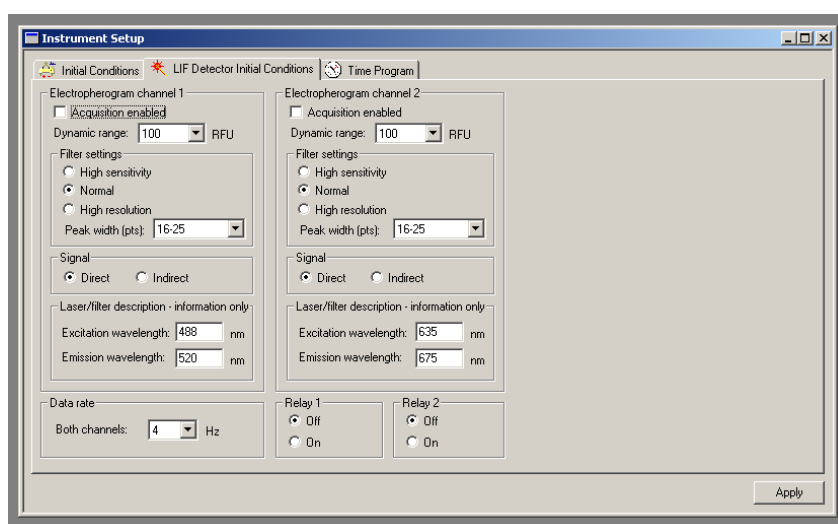 Instrument Setup
Initial Conditions
LIF Detector Initial Conditions
Time Program
Electropherogram channel 1
Acquisition enabled
Dynamic range: 100 RFU
Filter settings
High sensitivity
Normal
High resolution
Peak width (pts): 16-25
Signal
Direct Indirect
Laser/filter description - information only
Excitation wavelength: 488 nm
Emission wavelength: 520 nm
Electropherogram channel 2
Acquisition enabled
Dynamic range: 100 RFU
Filter settings
High sensitivity
Normal
High resolution
Peak width (pts): 16-25
Signal
Direct Indirect
Laser/filter description - information only
Excitation wavelength: 635 nm
Emission wavelength: 675 nm
Data rate
Both channels: 4 Hz
Relay 1
Off
On
Relay 2
Off
On
Apply